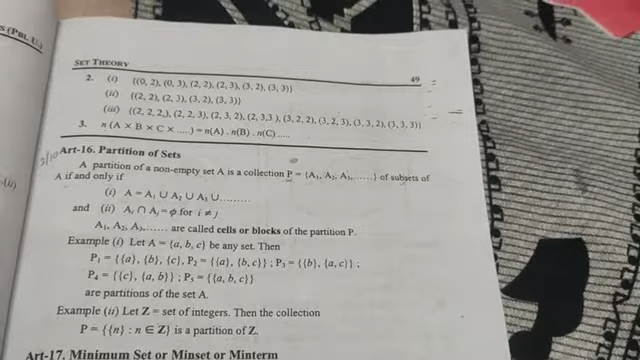 SET THEORY 49
2. (i) {(0, 2), (0, 3), (2, 2), (2, 3), (3, 2), (3, 3)}
(ii) {(2, 2), (2, 3), (3, 2), (3, 3)}
(iii) {(2, 2, 2,), (2, 2, 3), (2, 3, 2), (2, 3,3 ), (3, 2, 2), (3, 2, 3), (3, 3, 2), (3, 3, 3)}
3. n (A × B × C × .....) = n(A) . n(B) . n(C) .....
Art-16. Partition of Sets
A partition of a non-empty set A is a collection P = {A₁, A₂, A₃,......} of subsets of
A if and only if
(i) A = A₁ ∪ A₂ ∪ A₃ ∪.........
and (ii) Aᵢ ∩ Aⱼ = φ for i ≠ j
A₁, A₂, A₃,...... are called cells or blocks of the partition P.
Example (i) Let A = {a, b, c} be any set. Then
P₁ = {{a}, {b}, {c}, P₂ = {{a}, {b, c}} ; P₃ = {{b}, {a, c}} ;
P₄ = {{c}, {a, b}} ; P₅ = {{a, b, c}}
are partitions of the set A.
Example (ii) Let Z = set of integers. Then the collection
P = {{n} : n ∈ Z} is a partition of Z.
Art-17. Minimum Set or Minset or Minterm